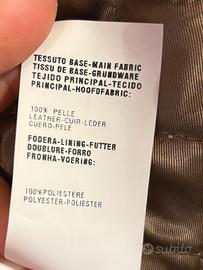 TESSUTO BASE-MAIN FABRIC
TISSU DE BASE-GRUNDWARE
TEJIDO PRINCIPAL-TECIDO
PRINCIPAL-HOOFDFABRIC:
100% PELLE
LEATHER-CUIR-LEDER
CUERO-PELE
FODERA-LINING-FUTTER
DOUBLURE-FORRO
FRONHA-VOERING:
100%POLIESTERE
POLYESTER-POLIESTER
subito